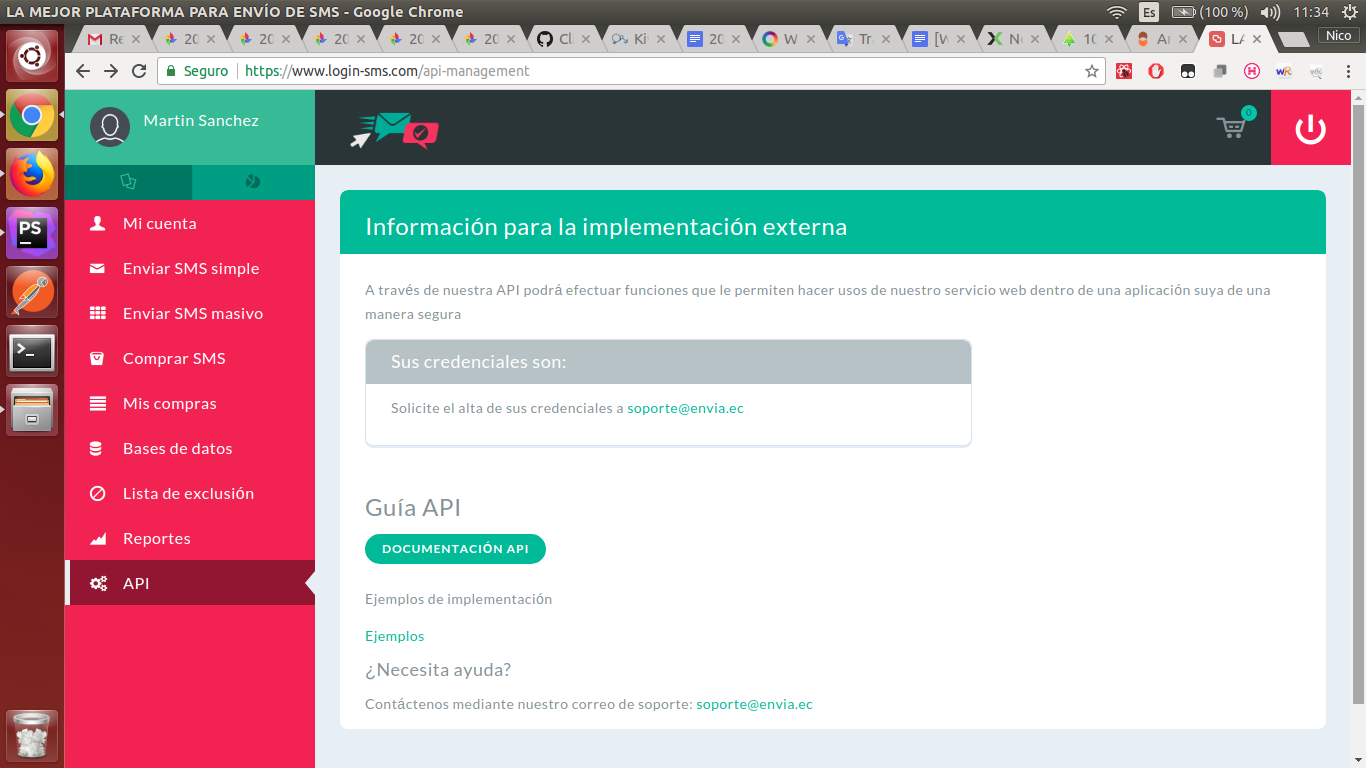 LA MEJOR PLATAFORMA PARA ENVÍO DE SMS - Google Chrome
Es (100 %) 11:34
Re 20 20 20 20 20 Cl Ki 20 W Tr [W Nu 10 Ar LA Nico
Seguro https://www.login-sms.com/api-management
Martin Sanchez
0
Mi cuenta
Enviar SMS simple
Enviar SMS masivo
Comprar SMS
Mis compras
Bases de datos
Lista de exclusión
Reportes
API
Información para la implementación externa
A través de nuestra API podrá efectuar funciones que le permiten hacer usos de nuestro servicio web dentro de una aplicación suya de una
manera segura
Sus credenciales son:
Solicite el alta de sus credenciales a soporte@envia.ec
Guía API
DOCUMENTACIÓN API
Ejemplos de implementación
Ejemplos
¿Necesita ayuda?
Contáctenos mediante nuestro correo de soporte: soporte@envia.ec
PS